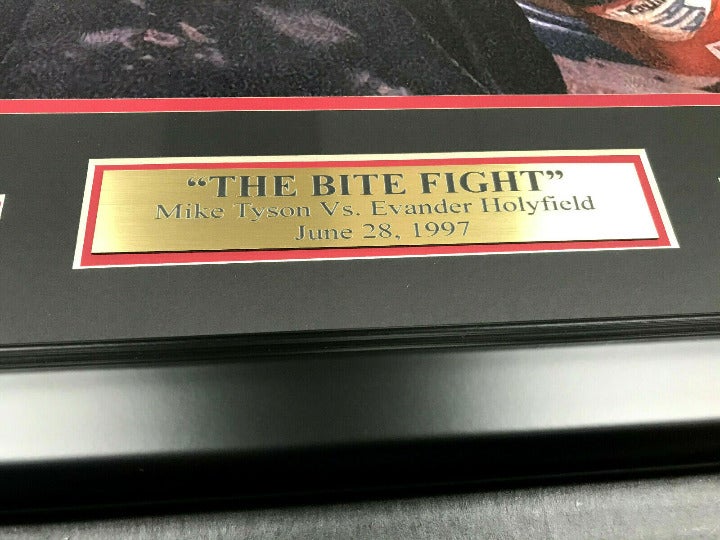 “THE BITE FIGHT”
Mike Tyson Vs. Evander Holyfield
June 28, 1997